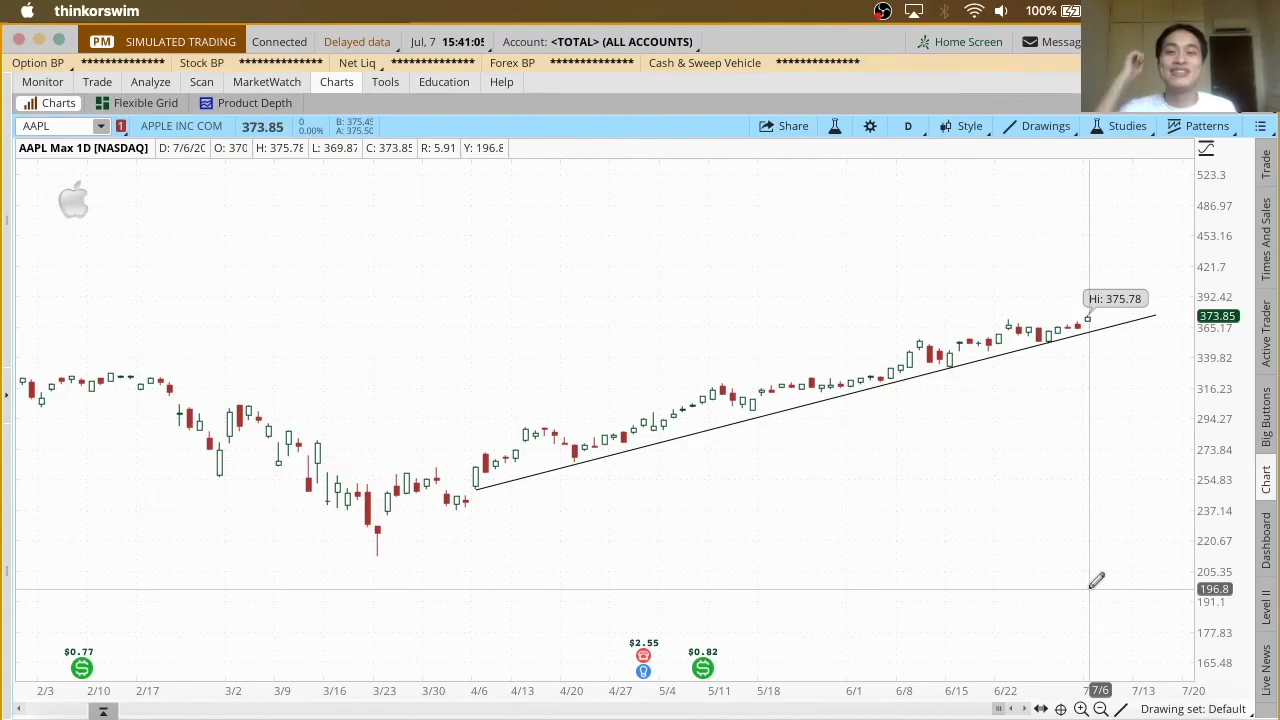 thinkorswim 100%
PM SIMULATED TRADING Connected Delayed data Jul, 7 15:41:05 Account: <TOTAL> (ALL ACCOUNTS) Home Screen Messag
Option BP ************* Stock BP ************* Net Liq ************* Forex BP ************* Cash & Sweep Vehicle *************
Monitor Trade Analyze Scan MarketWatch Charts Tools Education Help
Charts Flexible Grid Product Depth
AAPL 1 APPLE INC COM 373.85 0 0.00% B: 375.45 A: 375.50 Share D Style Drawings Studies Patterns
AAPL Max 1D [NASDAQ] D: 7/6/20 O: 370 H: 375.78 L: 369.87 C: 373.85 R: 5.91 Y: 196.8
523.3
486.97
453.16
421.7
392.42
Hi: 375.78
373.85
365.17
339.82
316.23
294.27
273.84
254.83
237.14
220.67
205.35
196.8
191.1
177.83
165.48
$0.77 $2.55 $0.82
2/3 2/10 2/17 3/2 3/9 3/16 3/23 3/30 4/6 4/13 4/20 4/27 5/4 5/11 5/18 6/1 6/8 6/15 6/22 7/6 7/13 7/20
Drawing set: Default
Trade
Times And Sales
Active Trader
Big Buttons
Chart
Dashboard
Level II
Live News